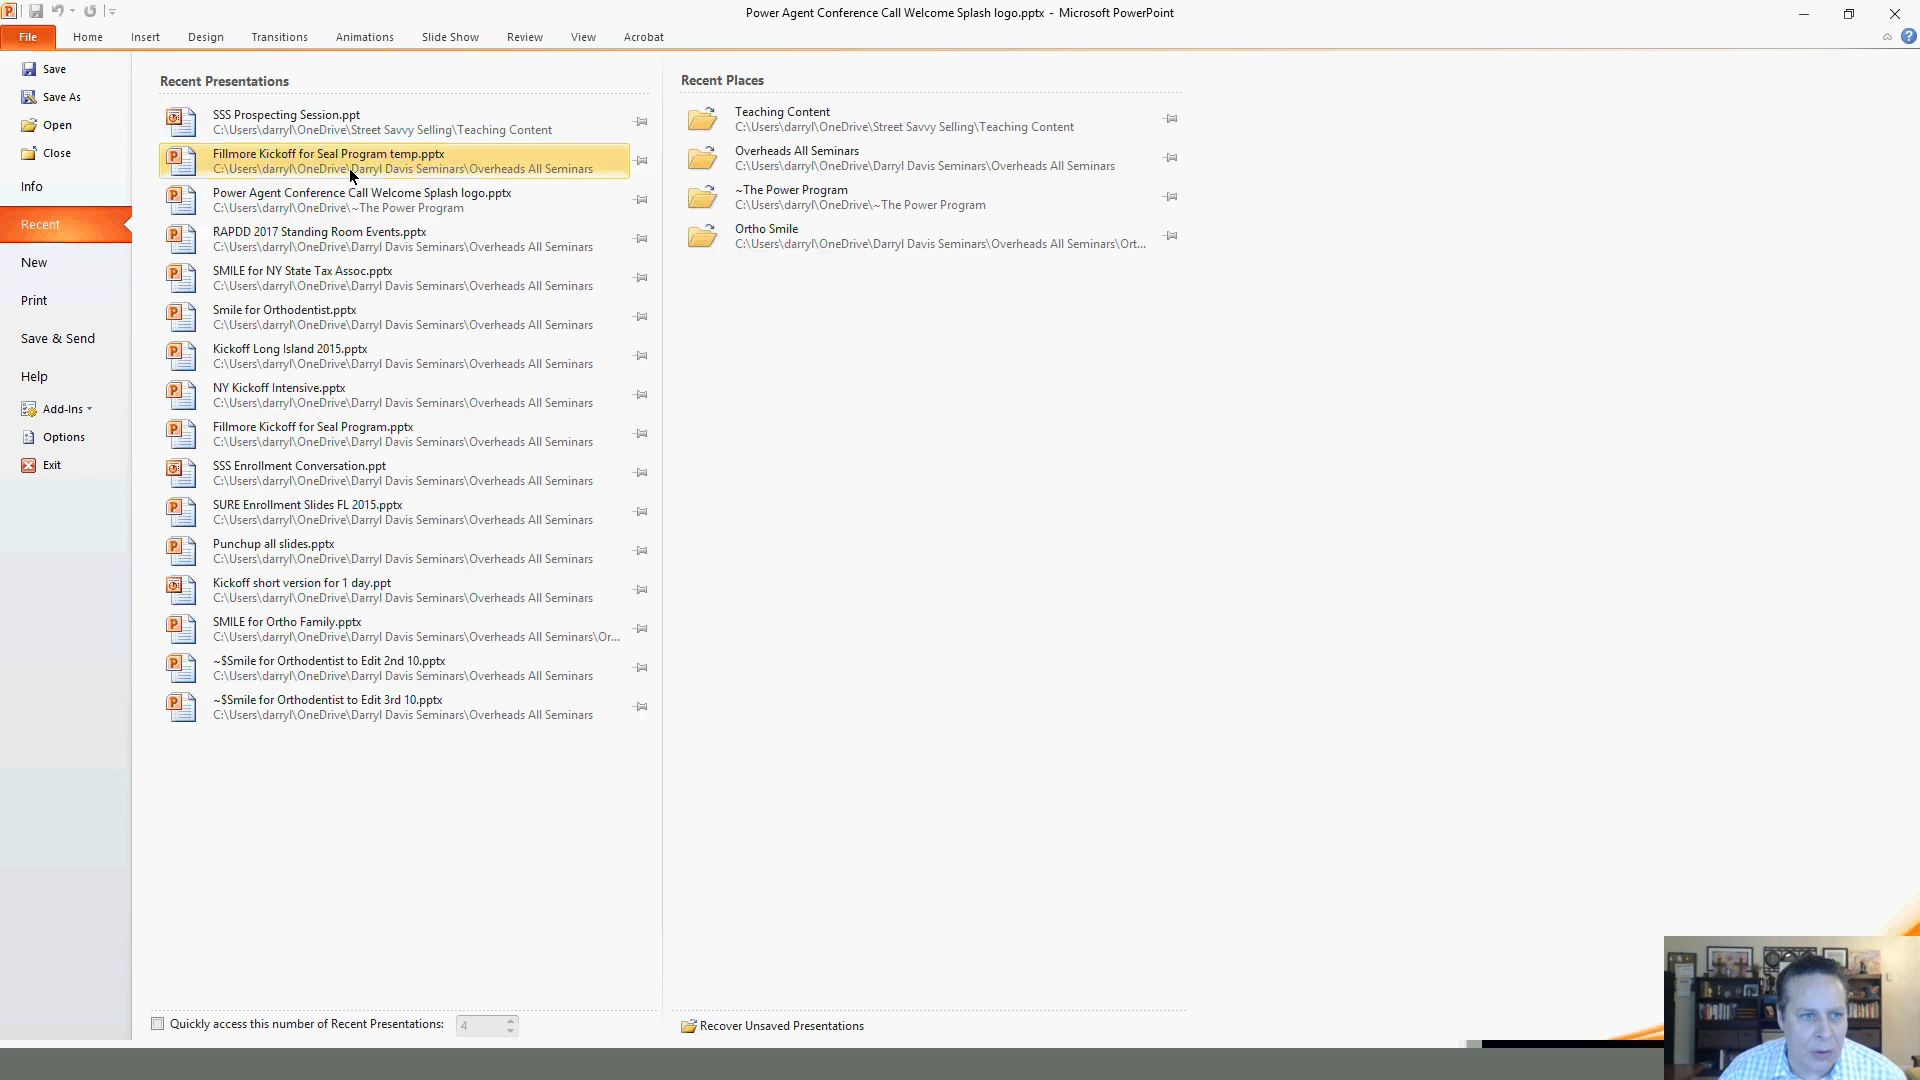 Power Agent Conference Call Welcome Splash logo.pptx - Microsoft PowerPoint
File Home Insert Design Transitions Animations Slide Show Review View Acrobat
Save
Save As
Open
Close
Info
Recent
New
Print
Save & Send
Help
Add-Ins
Options
Exit
Recent Presentations
SSS Prospecting Session.ppt
C:\Users\darryl\OneDrive\Street Savvy Selling\Teaching Content
Fillmore Kickoff for Seal Program temp.pptx
C:\Users\darryl\OneDrive\Darryl Davis Seminars\Overheads All Seminars
Power Agent Conference Call Welcome Splash logo.pptx
C:\Users\darryl\OneDrive\~The Power Program
RAPDD 2017 Standing Room Events.pptx
C:\Users\darryl\OneDrive\Darryl Davis Seminars\Overheads All Seminars
SMILE for NY State Tax Assoc.pptx
C:\Users\darryl\OneDrive\Darryl Davis Seminars\Overheads All Seminars
Smile for Orthodentist.pptx
C:\Users\darryl\OneDrive\Darryl Davis Seminars\Overheads All Seminars
Kickoff Long Island 2015.pptx
C:\Users\darryl\OneDrive\Darryl Davis Seminars\Overheads All Seminars
NY Kickoff Intensive.pptx
C:\Users\darryl\OneDrive\Darryl Davis Seminars\Overheads All Seminars
Fillmore Kickoff for Seal Program.pptx
C:\Users\darryl\OneDrive\Darryl Davis Seminars\Overheads All Seminars
SSS Enrollment Conversation.ppt
C:\Users\darryl\OneDrive\Darryl Davis Seminars\Overheads All Seminars
SURE Enrollment Slides FL 2015.pptx
C:\Users\darryl\OneDrive\Darryl Davis Seminars\Overheads All Seminars
Punchup all slides.pptx
C:\Users\darryl\OneDrive\Darryl Davis Seminars\Overheads All Seminars
Kickoff short version for 1 day.ppt
C:\Users\darryl\OneDrive\Darryl Davis Seminars\Overheads All Seminars
SMILE for Ortho Family.pptx
C:\Users\darryl\OneDrive\Darryl Davis Seminars\Overheads All Seminars\Or...
~$Smile for Orthodentist to Edit 2nd 10.pptx
C:\Users\darryl\OneDrive\Darryl Davis Seminars\Overheads All Seminars
~$Smile for Orthodentist to Edit 3rd 10.pptx
C:\Users\darryl\OneDrive\Darryl Davis Seminars\Overheads All Seminars
Quickly access this number of Recent Presentations: 4
Recent Places
Teaching Content
C:\Users\darryl\OneDrive\Street Savvy Selling\Teaching Content
Overheads All Seminars
C:\Users\darryl\OneDrive\Darryl Davis Seminars\Overheads All Seminars
~The Power Program
C:\Users\darryl\OneDrive\~The Power Program
Ortho Smile
C:\Users\darryl\OneDrive\Darryl Davis Seminars\Overheads All Seminars\Ort...
Recover Unsaved Presentations